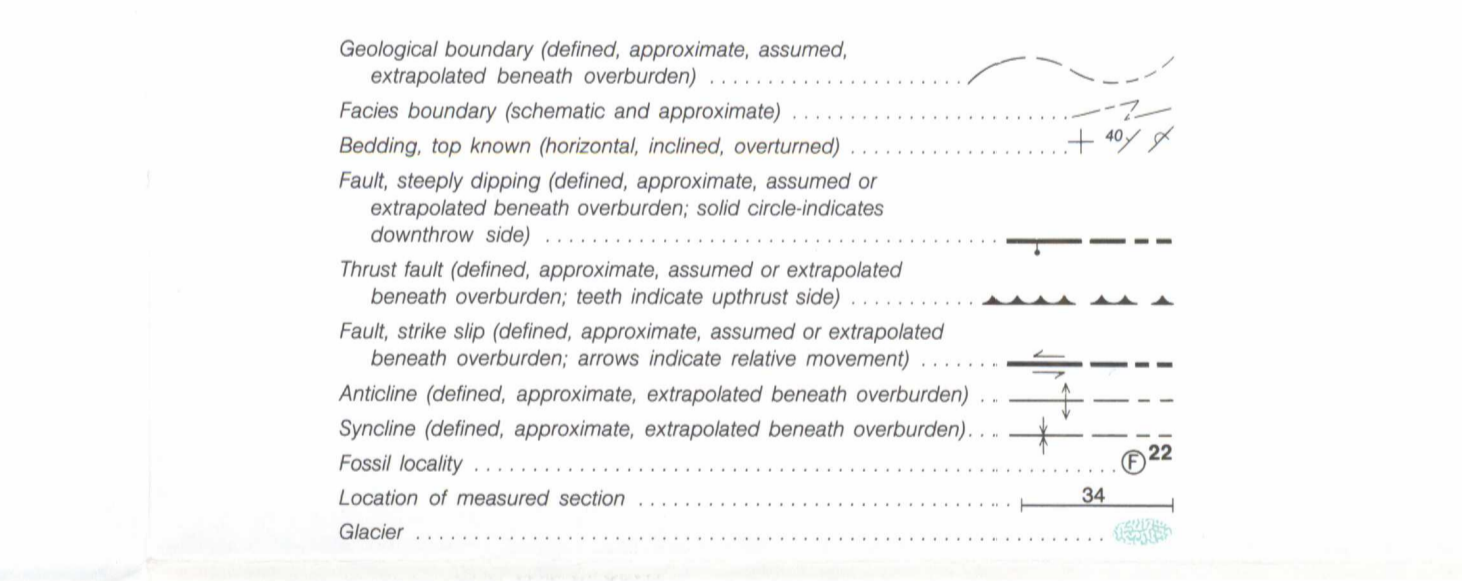 Geological boundary (defined, approximate, assumed,
extrapolated beneath overburden) . . . . . . . . . . . . . . . . . . . . . .
Facies boundary (schematic and approximate) . . . . . . . . . . . . . . . . . . . . . . . .
Bedding, top known (horizontal, inclined, overturned) . . . . . . . . . . . . . . . . . . . 40
Fault, steeply dipping (defined, approximate, assumed or
extrapolated beneath overburden; solid circle-indicates
downthrow side) . . . . . . . . . . . . . . . . . . . . . . . . . . . . . . . . . . . . . . .
Thrust fault (defined, approximate, assumed or extrapolated
beneath overburden; teeth indicate upthrust side) . . . . . . . . . . .
Fault, strike slip (defined, approximate, assumed or extrapolated
beneath overburden; arrows indicate relative movement) . . . . . . .
Anticline (defined, approximate, extrapolated beneath overburden) . .
Syncline (defined, approximate, extrapolated beneath overburden). . .
Fossil locality . . . . . . . . . . . . . . . . . . . . . . . . . . . . . . . . . . . . . . . . . . . . . . . . . . . . . . . F 22
Location of measured section . . . . . . . . . . . . . . . . . . . . . . . . . . . . . . . . 34
Glacier . . . . . . . . . . . . . . . . . . . . . . . . . . . . . . . . . . . . . . . . . . . . . . . . . . . . . . . . . . .